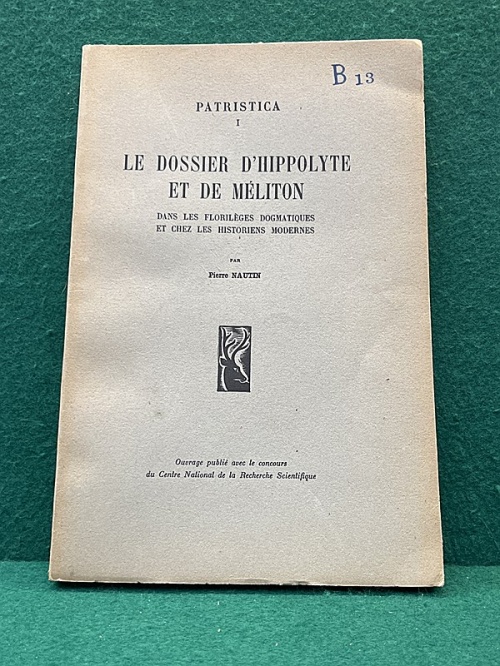 B 13
PATRISTICA
I
LE DOSSIER D'HIPPOLYTE
ET DE MÉLITON
DANS LES FLORILÈGES DOGMATIQUES
ET CHEZ LES HISTORIENS MODERNES
PAR
Pierre NAUTIN
Ouvrage publié avec le concours
du Centre National de la Recherche Scientifique